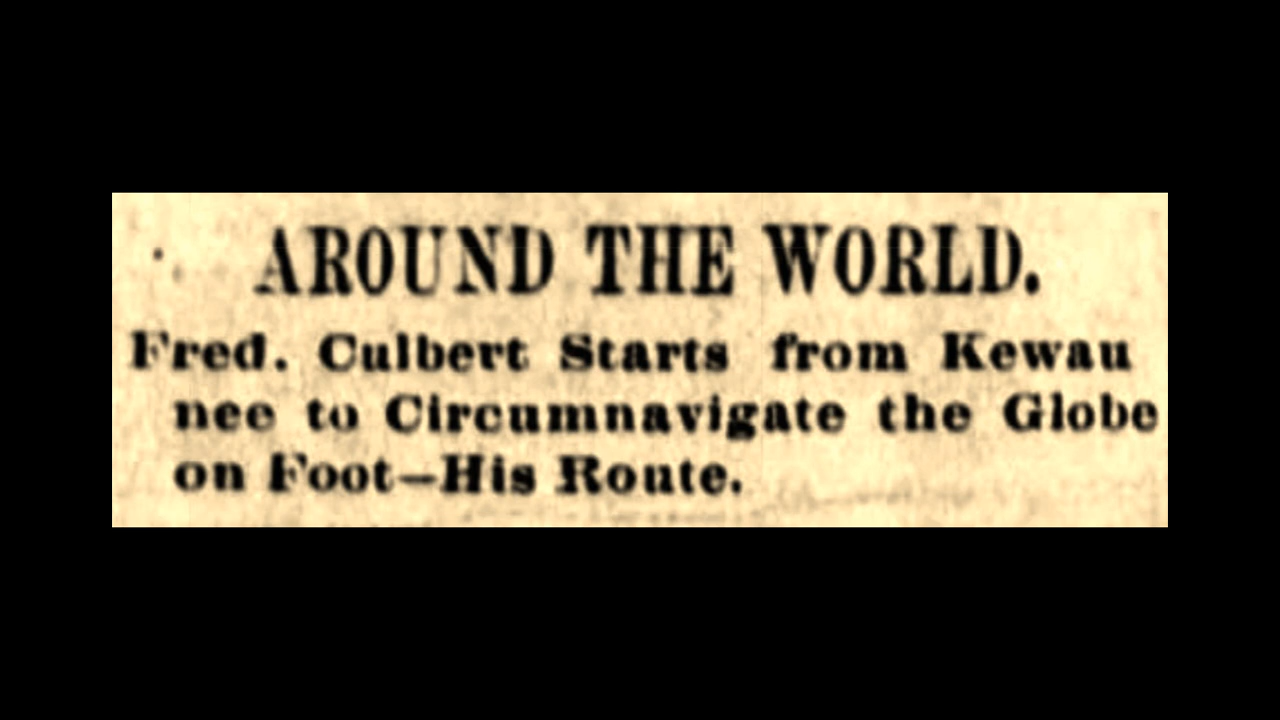 AROUND THE WORLD.
Fred. Culbert Starts from Kewau
nee to Circumnavigate the Globe
on Foot—His Route.